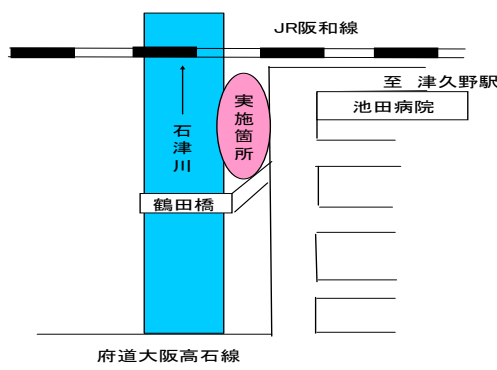 JR阪和線
至 津久野駅
池田病院
実施箇所
石津川
鶴田橋
府道大阪高石線